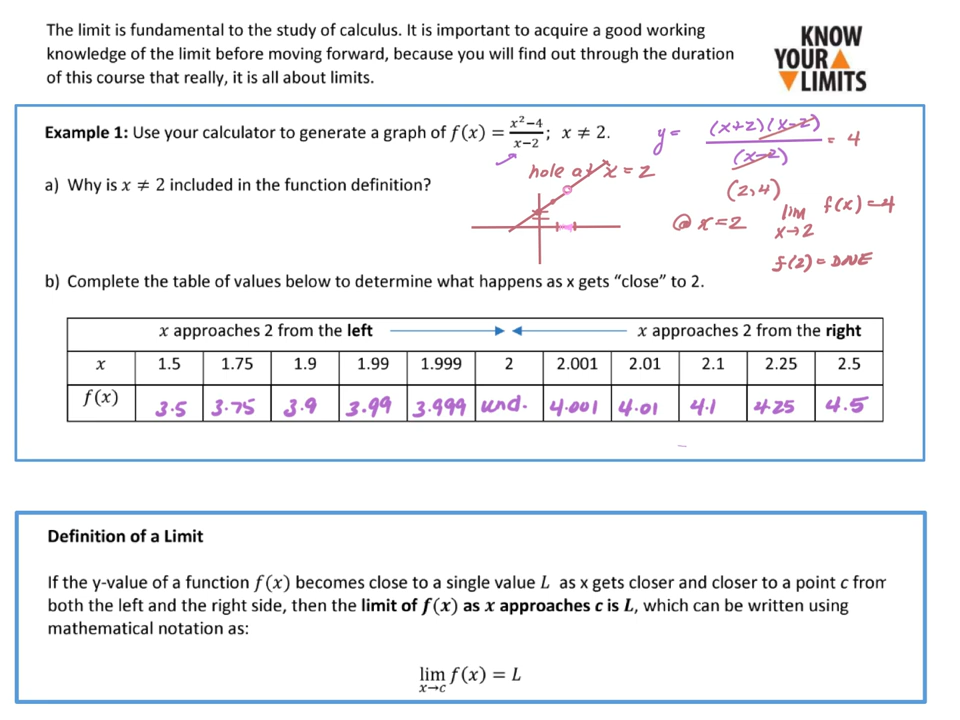 The limit is fundamental to the study of calculus. It is important to acquire a good working
knowledge of the limit before moving forward, because you will find out through the duration
of this course that really, it is all about limits.
KNOW
YOUR
LIMITS
Example 1: Use your calculator to generate a graph of f(x) = (x²−4)/(x−2); x ≠ 2.
y = (x+2)(x-2)/(x-2) = 4
hole at x = 2
(2,4)
a) Why is x ≠ 2 included in the function definition?
@ x=2
lim x→2 f(x) = 4
f(2) = DNE
b) Complete the table of values below to determine what happens as x gets “close” to 2.
x approaches 2 from the left x approaches 2 from the right
x 1.5 1.75 1.9 1.99 1.999 2 2.001 2.01 2.1 2.25 2.5
f(x) 3.5 3.75 3.9 3.99 3.999 und. 4.001 4.01 4.1 4.25 4.5
Definition of a Limit
If the y-value of a function f(x) becomes close to a single value L as x gets closer and closer to a point c from
both the left and the right side, then the limit of f(x) as x approaches c is L, which can be written using
mathematical notation as:
lim x→c f(x) = L